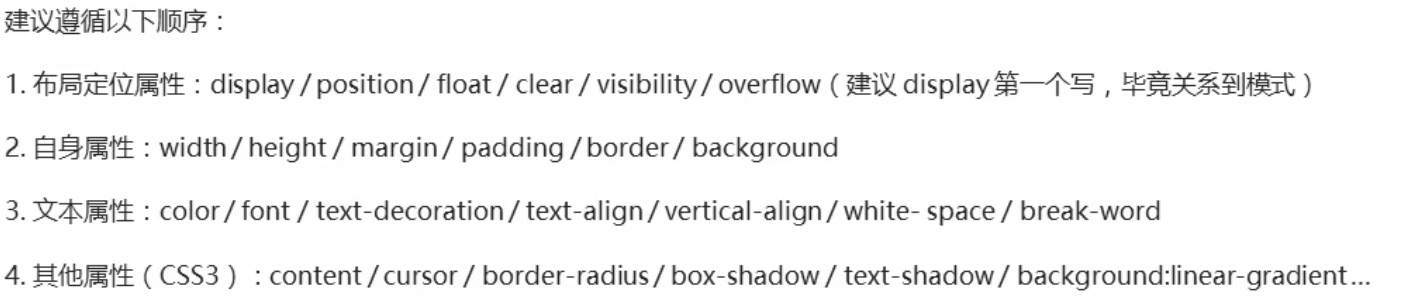 建议遵循以下顺序：
1. 布局定位属性：display / position / float / clear / visibility / overflow（建议 display 第一个写，毕竟关系到模式）
2. 自身属性：width / height / margin / padding / border / background
3. 文本属性：color / font / text-decoration / text-align / vertical-align / white- space / break-word
4. 其他属性（CSS3）：content / cursor / border-radius / box-shadow / text-shadow / background:linear-gradient…